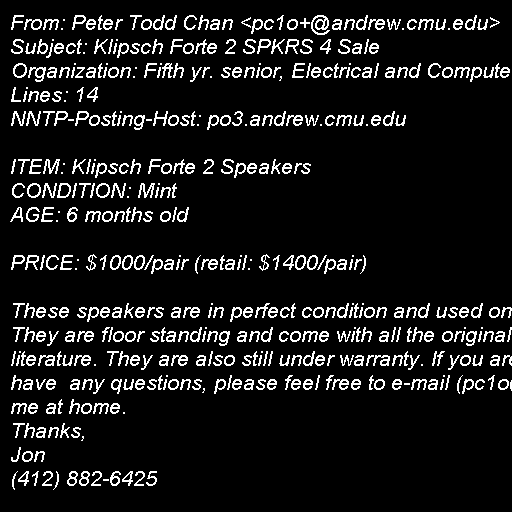 From: Peter Todd Chan <pc1o+@andrew.cmu.edu>
Subject: Klipsch Forte 2 SPKRS 4 Sale
Organization: Fifth yr. senior, Electrical and Compute
Lines: 14
NNTP-Posting-Host: po3.andrew.cmu.edu

ITEM: Klipsch Forte 2 Speakers
CONDITION: Mint
AGE: 6 months old

PRICE: $1000/pair (retail: $1400/pair)

These speakers are in perfect condition and used on
They are floor standing and come with all the original
literature. They are also still under warranty. If you are
have  any questions, please feel free to e-mail (pc1o
me at home.
Thanks,
Jon
(412) 882-6425